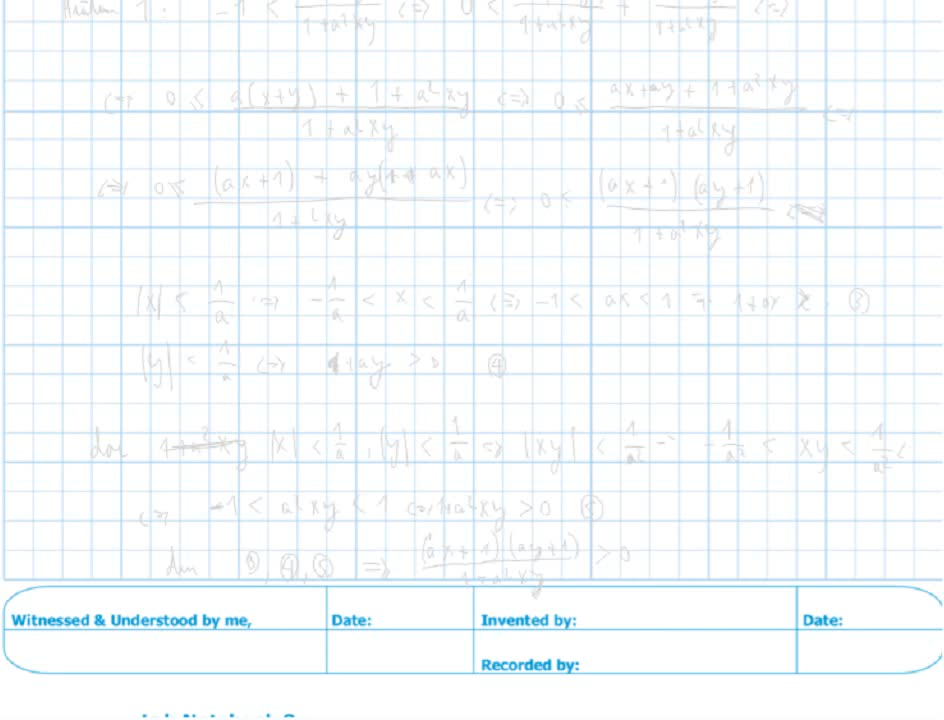 -1 < / 1+a²xy <=> 0 < / 1+a²xy + / 1+a²xy <=>
<=> 0 ≤ a(x+y) + 1 + a²xy / 1 + a²xy <=> 0 ≤ ax+ay + 1+a²xy / 1+a²xy <=>
<=> 0 ≤ (ax+1) + ay(1+ax) / 1+ ²xy <=> 0 ≤ (ax+1)(ay+1) / 1+a²xy
|x| < 1/a => -1/a < x < 1/a <=> -1 < ax < 1 => 1+ax ③
|y| < 1/a <=> 1+ay > 0 ④
dar |x| < 1/a |y| < 1/a => |xy| < 1/a² => -1/a² < xy < 1/a² <
<=> -1 < a²xy < 1 <=> 1+a²xy > 0 ⑤
din ③, ④, ⑤ => (ax+1)(ay+1) / 1+a²xy > 0
Witnessed & Understood by me, Date: Invented by: Date:
Recorded by: